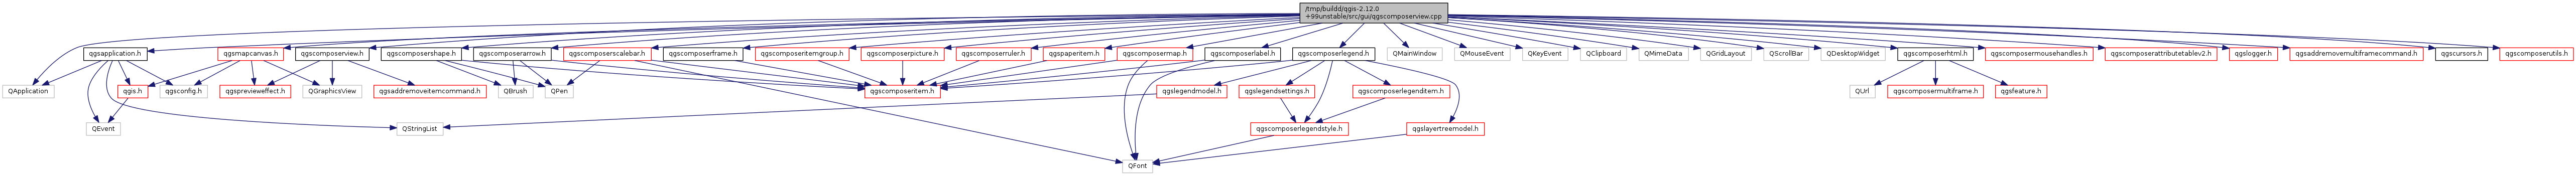 /tmp/buildd/qgis-2.12.0
+99unstable/src/gui/qgscomposerview.cpp
qgsapplication.h
qgsmapcanvas.h
qgscomposerview.h
qgscomposershape.h
qgscomposerarrow.h
qgscomposerscalebar.h
qgscomposerframe.h
qgscomposeritemgroup.h
qgscomposerpicture.h
qgscomposerruler.h
qgspaperitem.h
qgscomposermap.h
qgscomposerlabel.h
qgscomposerlegend.h
QMainWindow
QMouseEvent
QKeyEvent
QClipboard
QMimeData
QGridLayout
QScrollBar
QDesktopWidget
qgscomposerhtml.h
qgscomposermousehandles.h
qgscomposerattributetablev2.h
qgslogger.h
qgsaddremovemultiframecommand.h
qgscursors.h
qgscomposerutils.h
QApplication
qgis.h
qgsconfig.h
qgsprevieweffect.h
QGraphicsView
qgsaddremoveitemcommand.h
QBrush
QPen
qgscomposeritem.h
qgslegendmodel.h
qgslegendsettings.h
qgscomposerlegenditem.h
QUrl
qgscomposermultiframe.h
qgsfeature.h
QEvent
QStringList
qgscomposerlegendstyle.h
qgslayertreemodel.h
QFont